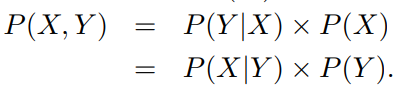 P(X, Y) = P(Y|X) × P(X)
= P(X|Y) × P(Y).